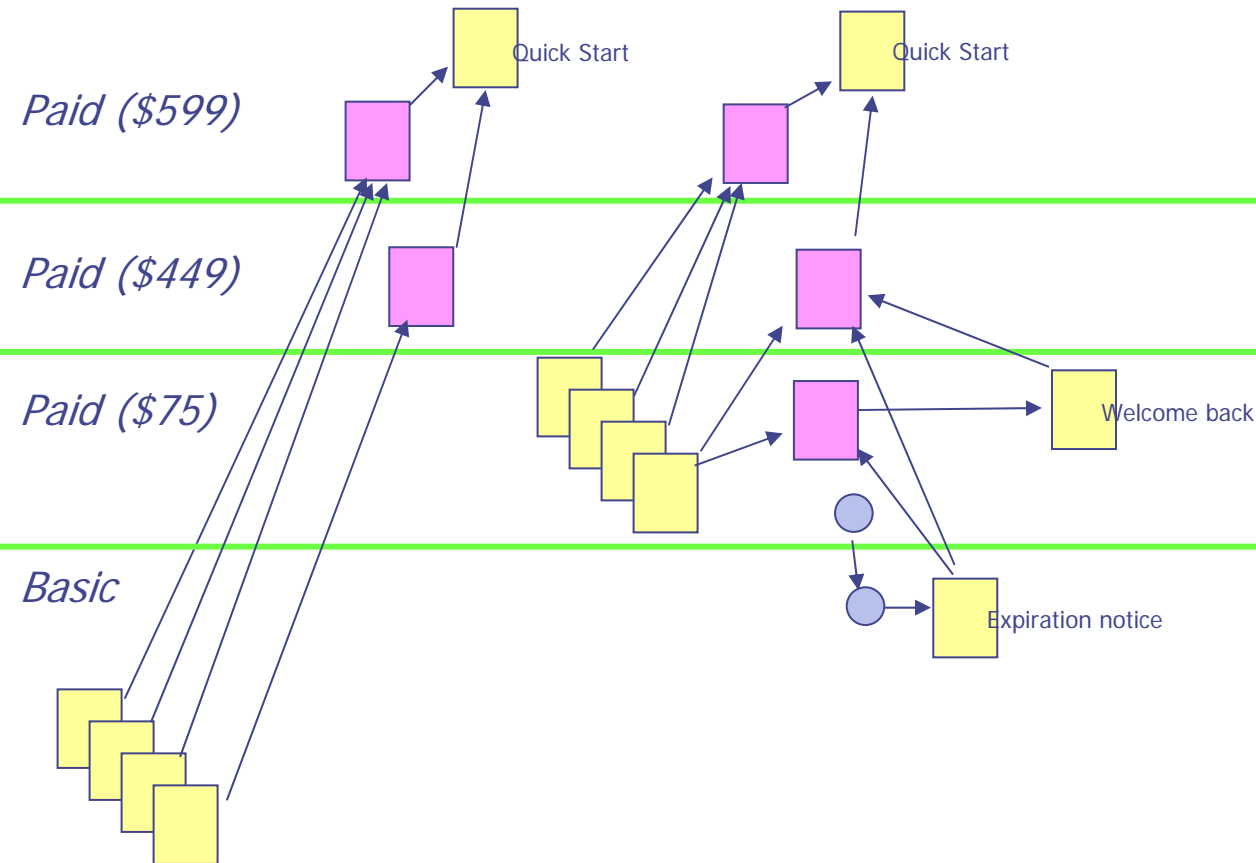 Quick Start
Quick Start
Paid ($599)
Paid ($449)
Paid ($75)
Welcome back
Basic
Expiration notice